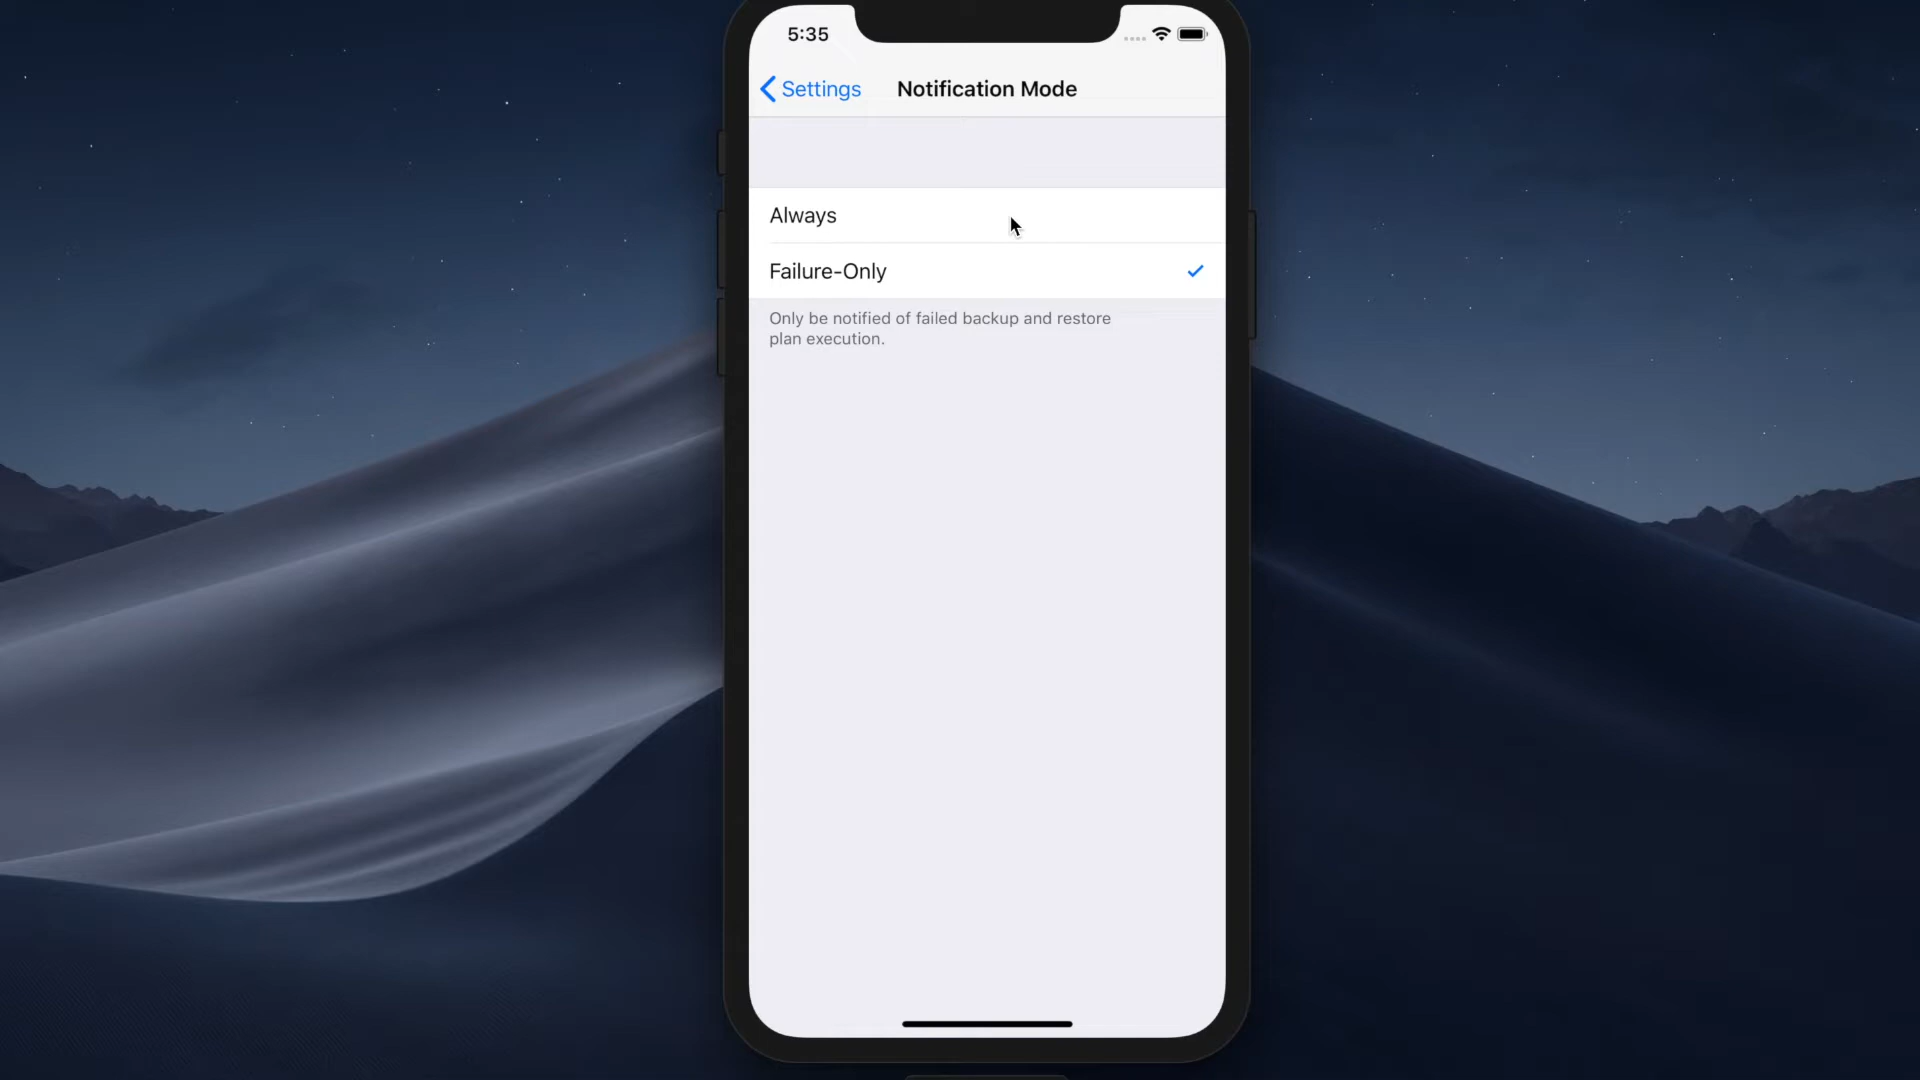 5:35
Settings
Notification Mode
Always
Failure-Only
Only be notified of failed backup and restore
plan execution.